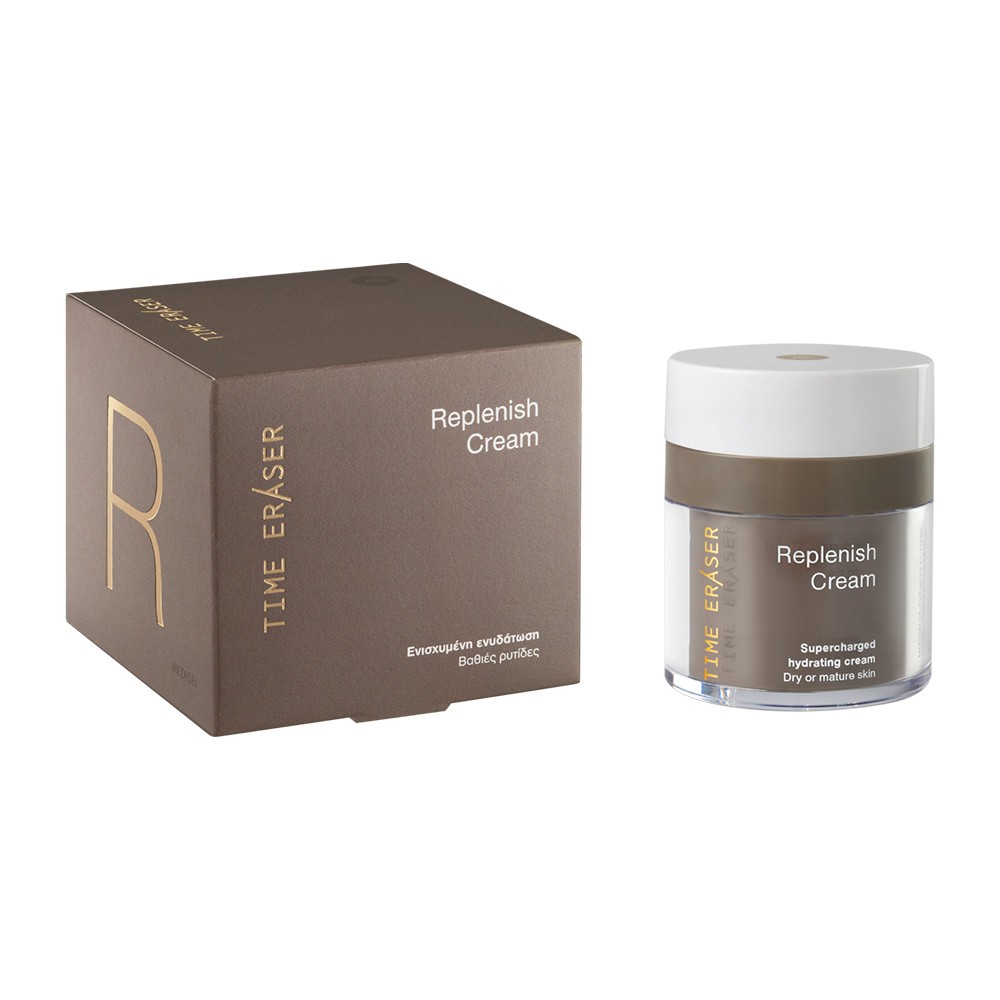 TIME ERASER
R
MEDISEI
TIME ERASER
Replenish
Cream
Ενισχυμένη ενυδάτωση
Βαθιές ρυτίδες
TIME ERASER
Replenish
Cream
Supercharged
hydrating cream
Dry or mature skin